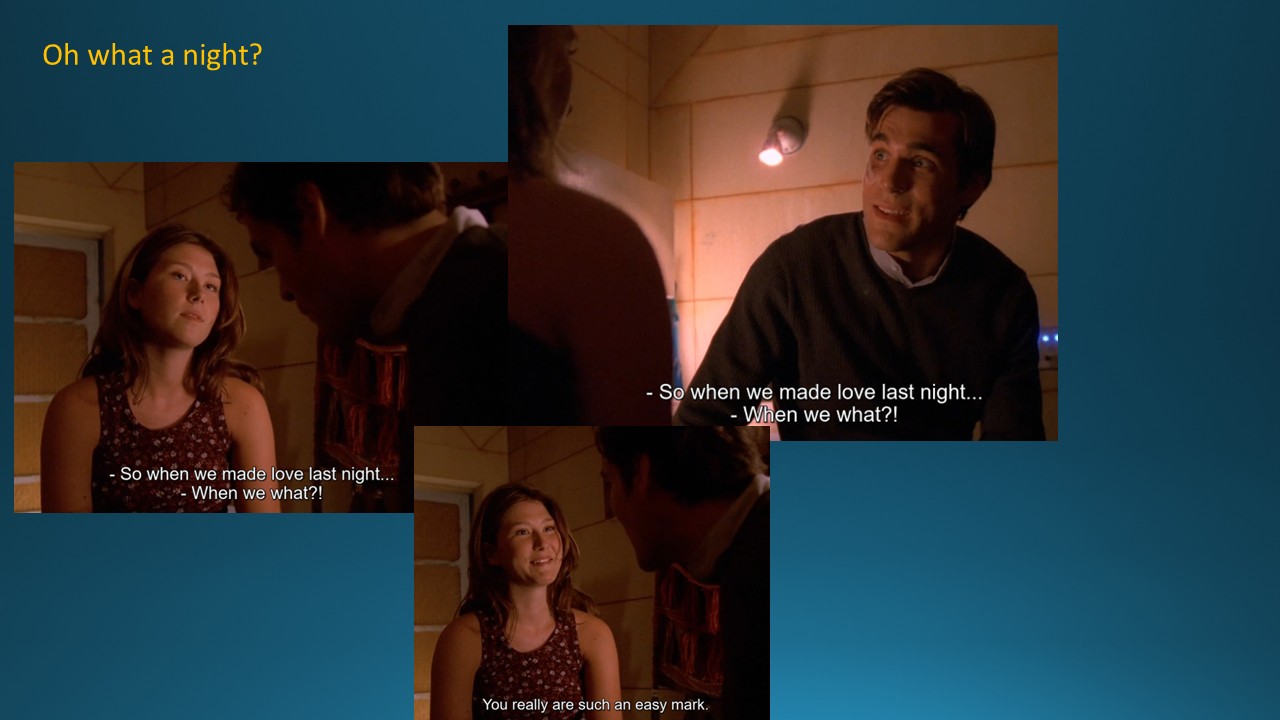 Oh what a night?
- So when we made love last night...
- When we what?!
- So when we made love last night...
- When we what?!
You really are such an easy mark.